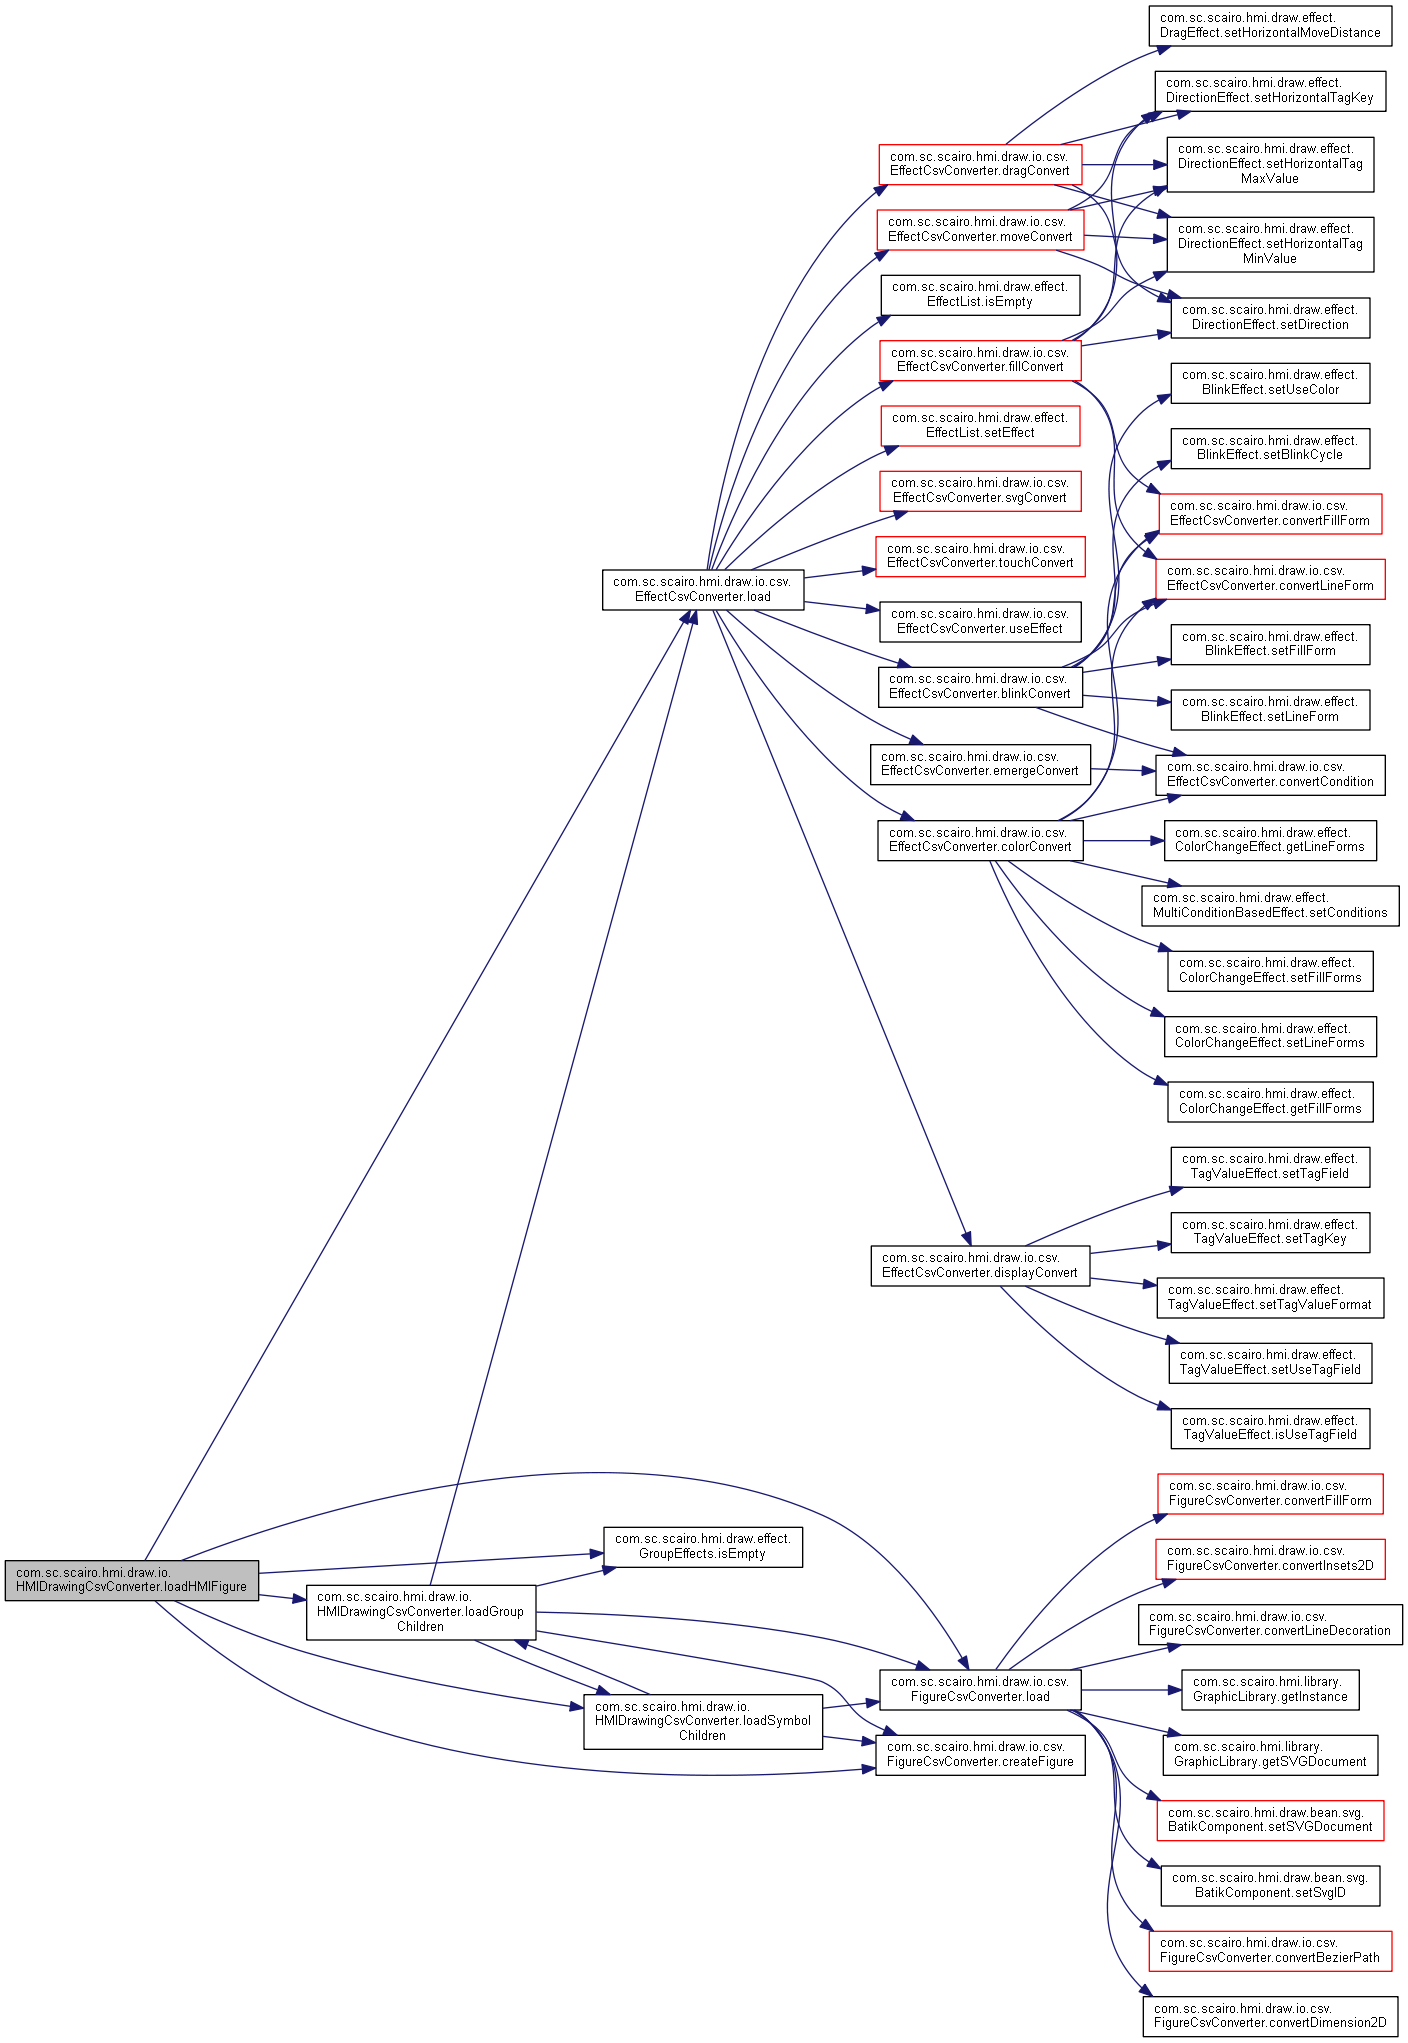 com.sc.scairo.hmi.draw.effect.
DragEffect.setHorizontalMoveDistance
com.sc.scairo.hmi.draw.effect.
DirectionEffect.setHorizontalTagKey
com.sc.scairo.hmi.draw.io.csv.
EffectCsvConverter.dragConvert
com.sc.scairo.hmi.draw.effect.
DirectionEffect.setHorizontalTag
MaxValue
com.sc.scairo.hmi.draw.io.csv.
EffectCsvConverter.moveConvert
com.sc.scairo.hmi.draw.effect.
DirectionEffect.setHorizontalTag
MinValue
com.sc.scairo.hmi.draw.effect.
EffectList.isEmpty
com.sc.scairo.hmi.draw.effect.
DirectionEffect.setDirection
com.sc.scairo.hmi.draw.io.csv.
EffectCsvConverter.fillConvert
com.sc.scairo.hmi.draw.effect.
BlinkEffect.setUseColor
com.sc.scairo.hmi.draw.effect.
EffectList.setEffect
com.sc.scairo.hmi.draw.effect.
BlinkEffect.setBlinkCycle
com.sc.scairo.hmi.draw.io.csv.
EffectCsvConverter.svgConvert
com.sc.scairo.hmi.draw.io.csv.
EffectCsvConverter.convertFillForm
com.sc.scairo.hmi.draw.io.csv.
EffectCsvConverter.touchConvert
com.sc.scairo.hmi.draw.io.csv.
EffectCsvConverter.convertLineForm
com.sc.scairo.hmi.draw.io.csv.
EffectCsvConverter.load
com.sc.scairo.hmi.draw.io.csv.
EffectCsvConverter.useEffect
com.sc.scairo.hmi.draw.effect.
BlinkEffect.setFillForm
com.sc.scairo.hmi.draw.io.csv.
EffectCsvConverter.blinkConvert
com.sc.scairo.hmi.draw.effect.
BlinkEffect.setLineForm
com.sc.scairo.hmi.draw.io.csv.
EffectCsvConverter.emergeConvert
com.sc.scairo.hmi.draw.io.csv.
EffectCsvConverter.convertCondition
com.sc.scairo.hmi.draw.io.csv.
EffectCsvConverter.colorConvert
com.sc.scairo.hmi.draw.effect.
ColorChangeEffect.getLineForms
com.sc.scairo.hmi.draw.effect.
MultiConditionBasedEffect.setConditions
com.sc.scairo.hmi.draw.effect.
ColorChangeEffect.setFillForms
com.sc.scairo.hmi.draw.effect.
ColorChangeEffect.setLineForms
com.sc.scairo.hmi.draw.effect.
ColorChangeEffect.getFillForms
com.sc.scairo.hmi.draw.effect.
TagValueEffect.setTagField
com.sc.scairo.hmi.draw.effect.
TagValueEffect.setTagKey
com.sc.scairo.hmi.draw.io.csv.
EffectCsvConverter.displayConvert
com.sc.scairo.hmi.draw.effect.
TagValueEffect.setTagValueFormat
com.sc.scairo.hmi.draw.effect.
TagValueEffect.setUseTagField
com.sc.scairo.hmi.draw.effect.
TagValueEffect.isUseTagField
com.sc.scairo.hmi.draw.io.csv.
FigureCsvConverter.convertFillForm
com.sc.scairo.hmi.draw.effect.
GroupEffects.isEmpty
com.sc.scairo.hmi.draw.io.csv.
FigureCsvConverter.convertInsets2D
com.sc.scairo.hmi.draw.io.
HMIDrawingCsvConverter.loadHMIFigure
com.sc.scairo.hmi.draw.io.
HMIDrawingCsvConverter.loadGroup
Children
com.sc.scairo.hmi.draw.io.csv.
FigureCsvConverter.convertLineDecoration
com.sc.scairo.hmi.draw.io.csv.
FigureCsvConverter.load
com.sc.scairo.hmi.library.
GraphicLibrary.getInstance
com.sc.scairo.hmi.draw.io.
HMIDrawingCsvConverter.loadSymbol
Children
com.sc.scairo.hmi.draw.io.csv.
FigureCsvConverter.createFigure
com.sc.scairo.hmi.library.
GraphicLibrary.getSVGDocument
com.sc.scairo.hmi.draw.bean.svg.
BatikComponent.setSVGDocument
com.sc.scairo.hmi.draw.bean.svg.
BatikComponent.setSvgID
com.sc.scairo.hmi.draw.io.csv.
FigureCsvConverter.convertBezierPath
com.sc.scairo.hmi.draw.io.csv.
FigureCsvConverter.convertDimension2D